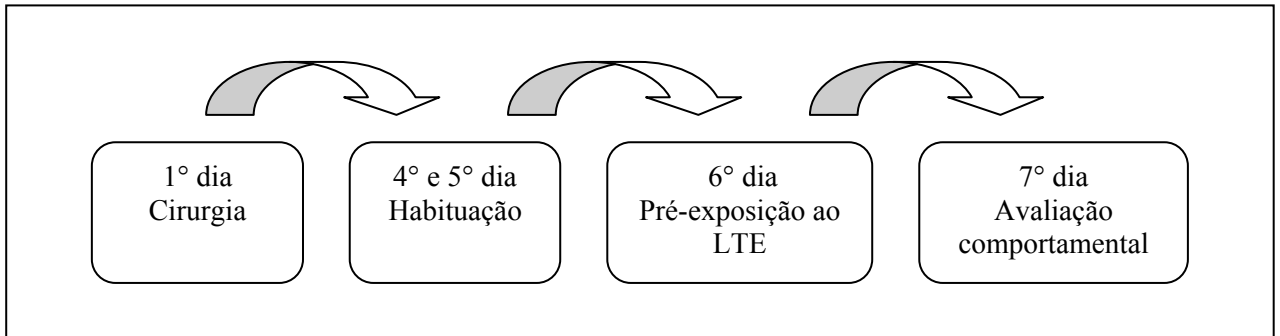 1° dia
Cirurgia
4° e 5° dia
Habituação
6° dia
Pré-exposição ao
LTE
7° dia
Avaliação
comportamental